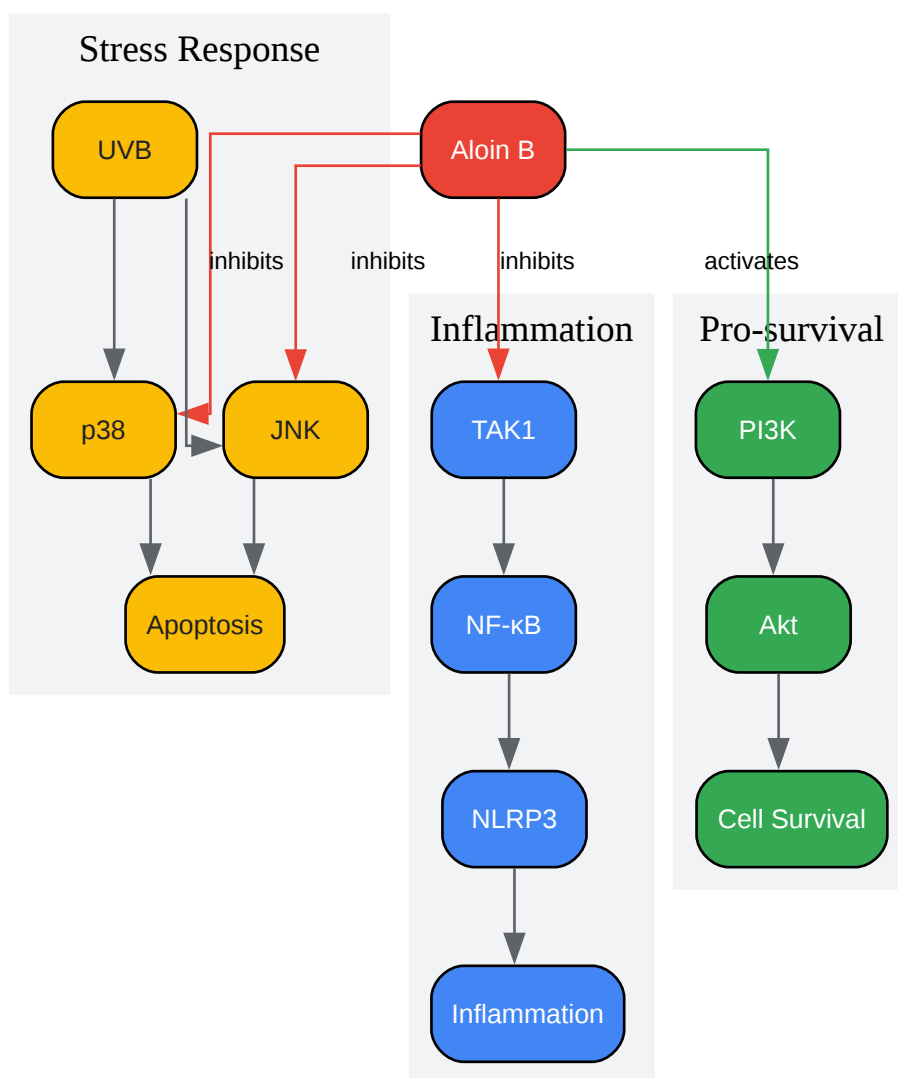 Stress Response
UVB
Aloin B
inhibits
inhibits
inhibits
activates
Inflammation
Pro-survival
p38
JNK
TAK1
PI3K
Apoptosis
NF-κB
Akt
NLRP3
Cell Survival
Inflammation